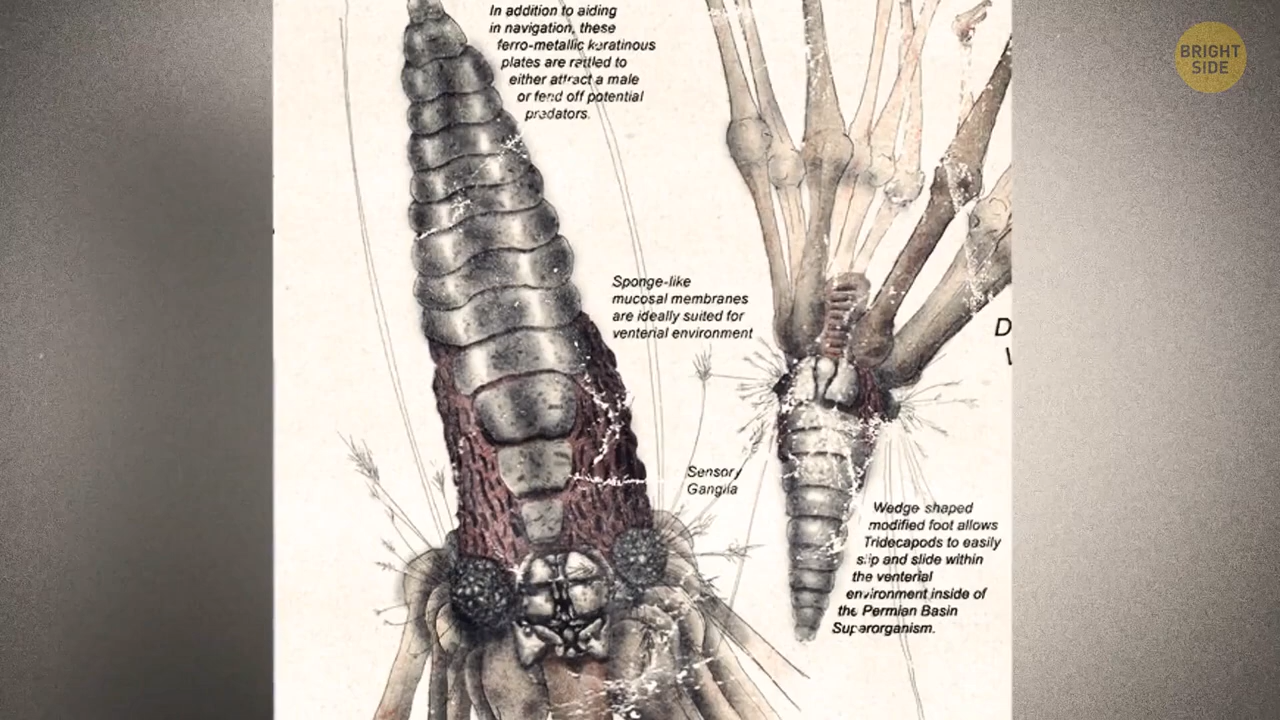 In addition to aiding
in navigation, these
ferro-metallic keratinous
plates are rattled to
either attract a male
or fend off potential
predators.
BRIGHT
SIDE
Sponge-like
mucosal membranes
are ideally suited for
venterial environment
D
Sensory
Ganglia
Wedge shaped
modified foot allows
Tridecapods to easily
slip and slide within
the venterial
environment inside of
the Permian Basin
Superorganism.